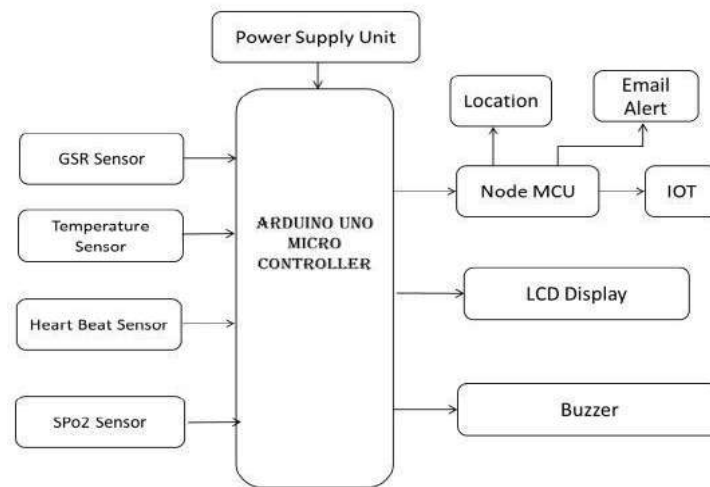 Power Supply Unit
Location
Email
Alert
GSR Sensor
Node MCU
IOT
Temperature
Sensor
ARDUINO UNO
MICRO
CONTROLLER
LCD Display
Heart Beat Sensor
SPo2 Sensor
Buzzer